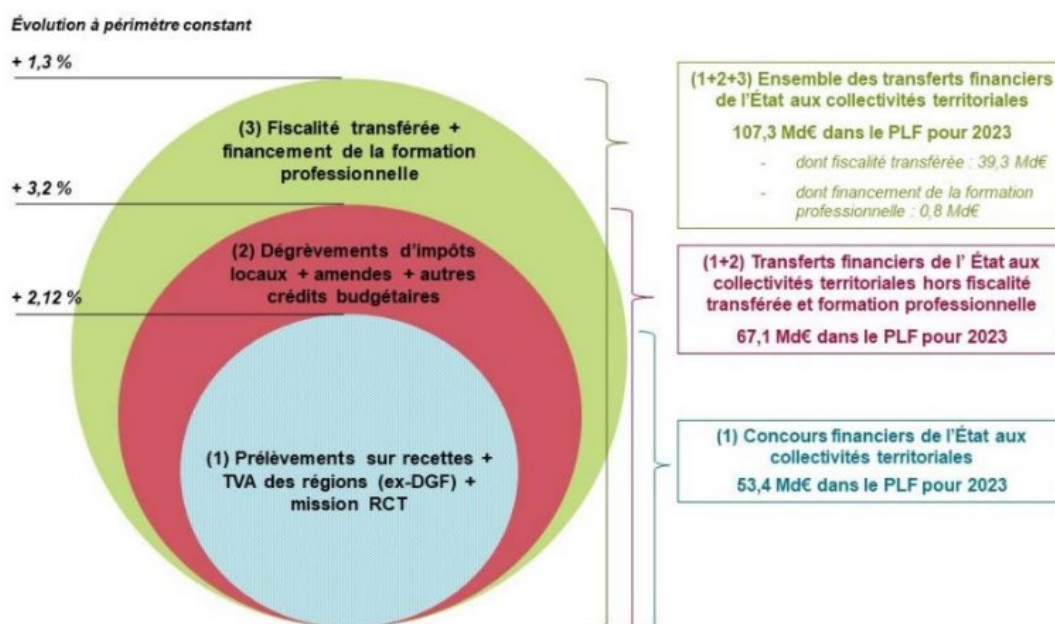 Évolution à périmètre constant
+ 1,3 %
(3) Fiscalité transférée +
financement de la formation
professionnelle
+ 3,2 %
(2) Dégrèvements d'impôts
locaux + amendes + autres
crédits budgétaires
+ 2,12 %
(1) Prélèvements sur recettes +
TVA des régions (ex-DGF) +
mission RCT
(1+2+3) Ensemble des transferts financiers
de l'État aux collectivités territoriales
107,3 Md€ dans le PLF pour 2023
- dont fiscalité transférée : 39,3 Md€
- dont financement de la formation
professionnelle : 0,8 Md€
(1+2) Transferts financiers de l' État aux
collectivités territoriales hors fiscalité
transférée et formation professionnelle
67,1 Md€ dans le PLF pour 2023
(1) Concours financiers de l'État aux
collectivités territoriales
53,4 Md€ dans le PLF pour 2023